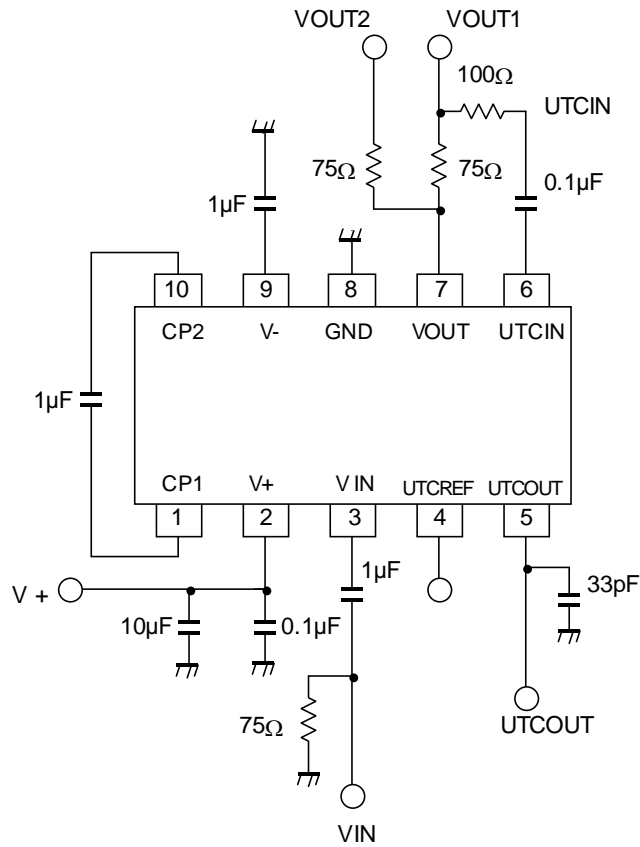 VOUT2 VOUT1
100Ω
UTCIN
75Ω 75Ω
0.1µF
1µF
10 9 8 7 6
CP2 V- GND VOUT UTCIN
1µF
CP1 V+ VIN UTCREF UTCOUT
1 2 3 4 5
1µF
33pF
V +
10µF 0.1µF
75Ω
UTCOUT
VIN